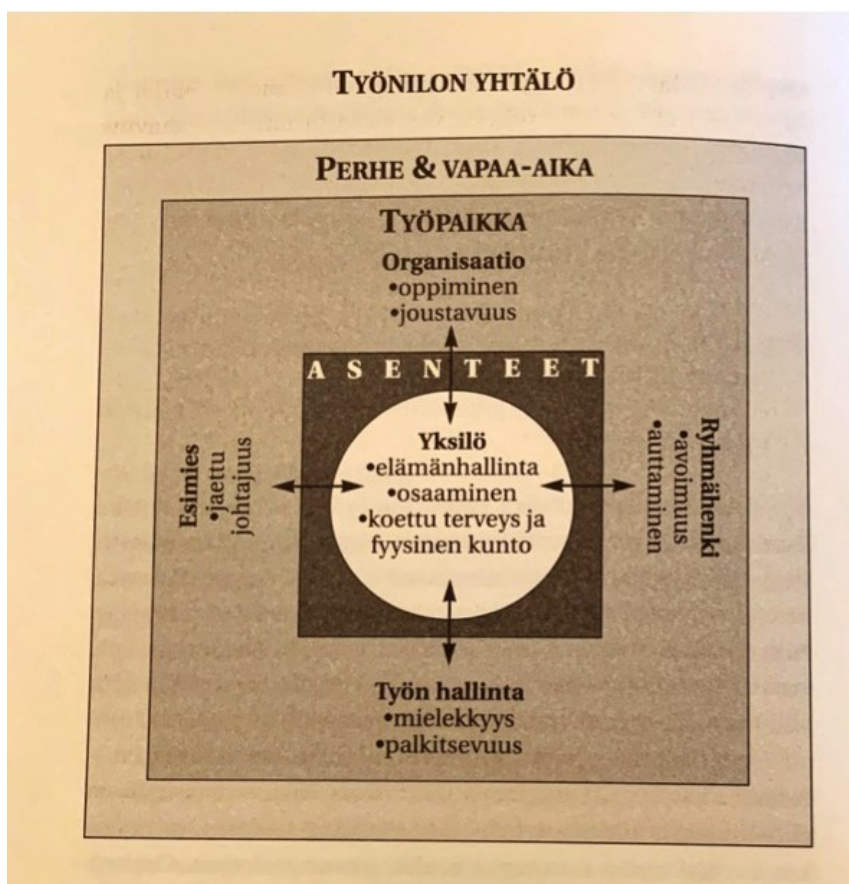 TYÖNILON YHTÄLÖ
PERHE & VAPAA-AIKA
TYÖPAIKKA
Organisaatio
•oppiminen
•joustavuus
ASENTEET
Esimies
•jaettu
johtajuus
Yksilö
•elämänhallinta
•osaaminen
•koettu terveys ja
fyysinen kunto
Ryhmähenki
•avoimuus
•auttaminen
Työn hallinta
•mielekkyys
•palkitsevuus